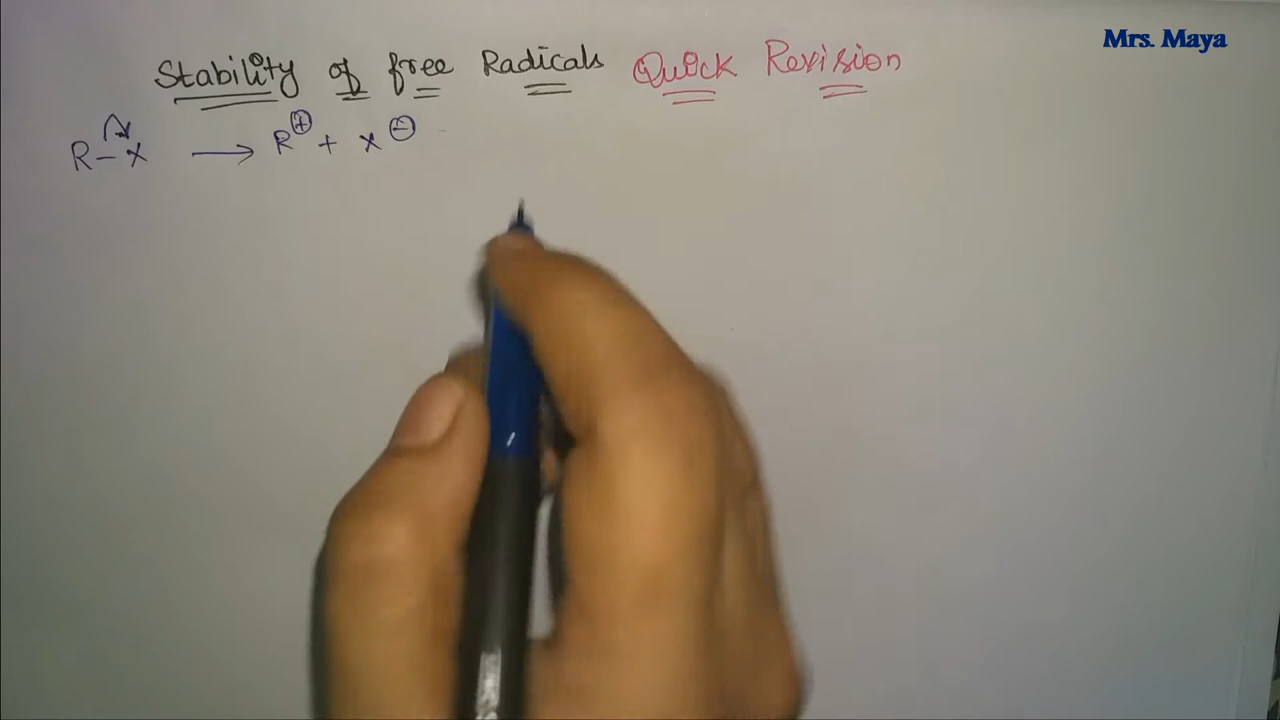 Mrs. Maya
Stability of free Radicals Quick Revision
R-X → R⊕ + X⊖